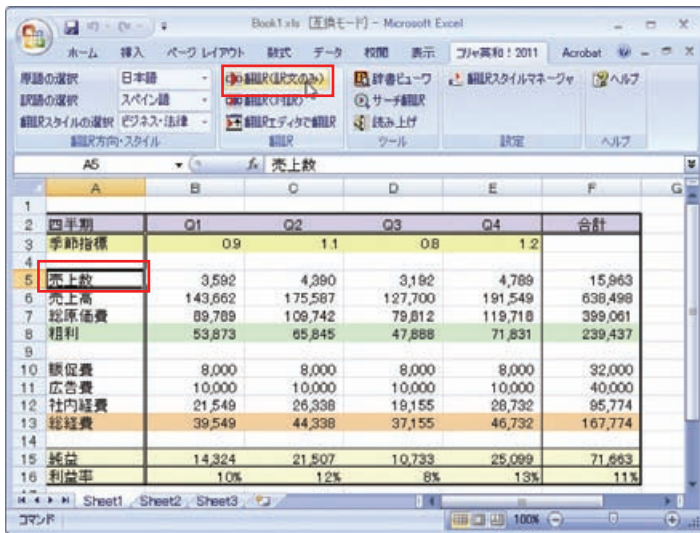 Book1.xls [互換モード] - Microsoft Excel
ホーム 挿入 ページ レイアウト 数式 データ 校閲 表示 コリャ英和！2011 Acrobat
原語の選択 日本語 翻訳(訳文のみ) 辞書ビューワ 翻訳スタイルマネージャ ヘルプ
訳語の選択 スペイン語 サーチ翻訳
翻訳スタイルの選択 ビジネス・法律 翻訳エディタで翻訳 読み上げ
翻訳方向・スタイル 翻訳 ツール 設定 ヘルプ
A5 fx 売上数
A B C D E F G
1
2 四半期 Q1 Q2 Q3 Q4 合計
3 季節指標 0.9 1.1 0.8 1.2
4
5 売上数 3,592 4,390 3,192 4,789 15,963
6 売上高 143,662 175,587 127,700 191,549 638,498
7 総原価費 89,789 109,742 79,812 119,718 399,061
8 粗利 53,873 65,845 47,888 71,831 239,437
9
10 販促費 8,000 8,000 8,000 8,000 32,000
11 広告費 10,000 10,000 10,000 10,000 40,000
12 社内経費 21,549 26,338 19,155 28,732 95,774
13 総経費 39,549 44,338 37,155 46,732 167,774
14
15 純益 14,324 21,507 10,733 25,099 71,663
16 利益率 10% 12% 8% 13% 11%
Sheet1 Sheet2 Sheet3
コマンド 100%